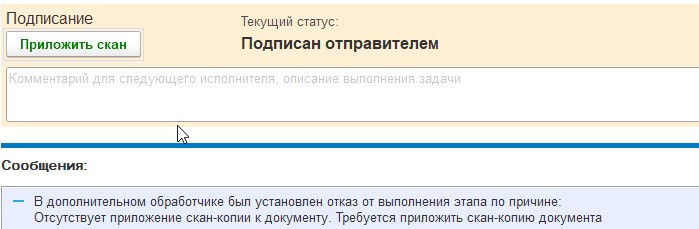 Подписание
Текущий статус:
Приложить скан
Подписан отправителем
Комментарий для следующего исполнителя, описание выполнения задачи
Сообщения:
В дополнительном обработчике был установлен отказ от выполнения этапа по причине:
Отсутствует приложение скан-копии к документу. Требуется приложить скан-копию документа